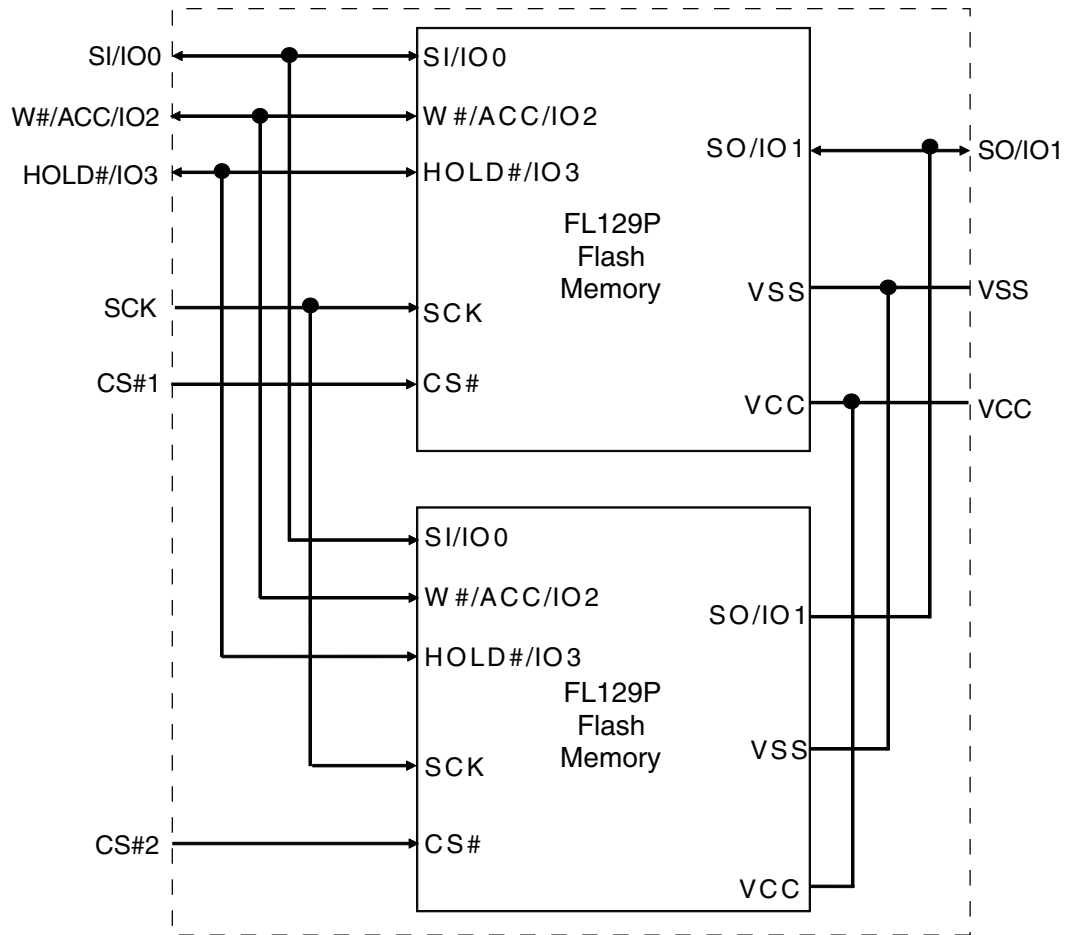 SI/IO0
W#/ACC/IO2
HOLD#/IO3
SCK
CS#1
SI/IO0
W#/ACC/IO2
HOLD#/IO3
SCK
CS#
FL129P
Flash
Memory
SO/IO1
VSS
VCC
SO/IO1
VSS
VCC
CS#2
SI/IO0
W#/ACC/IO2
HOLD#/IO3
SCK
CS#
FL129P
Flash
Memory
SO/IO1
VSS
VCC